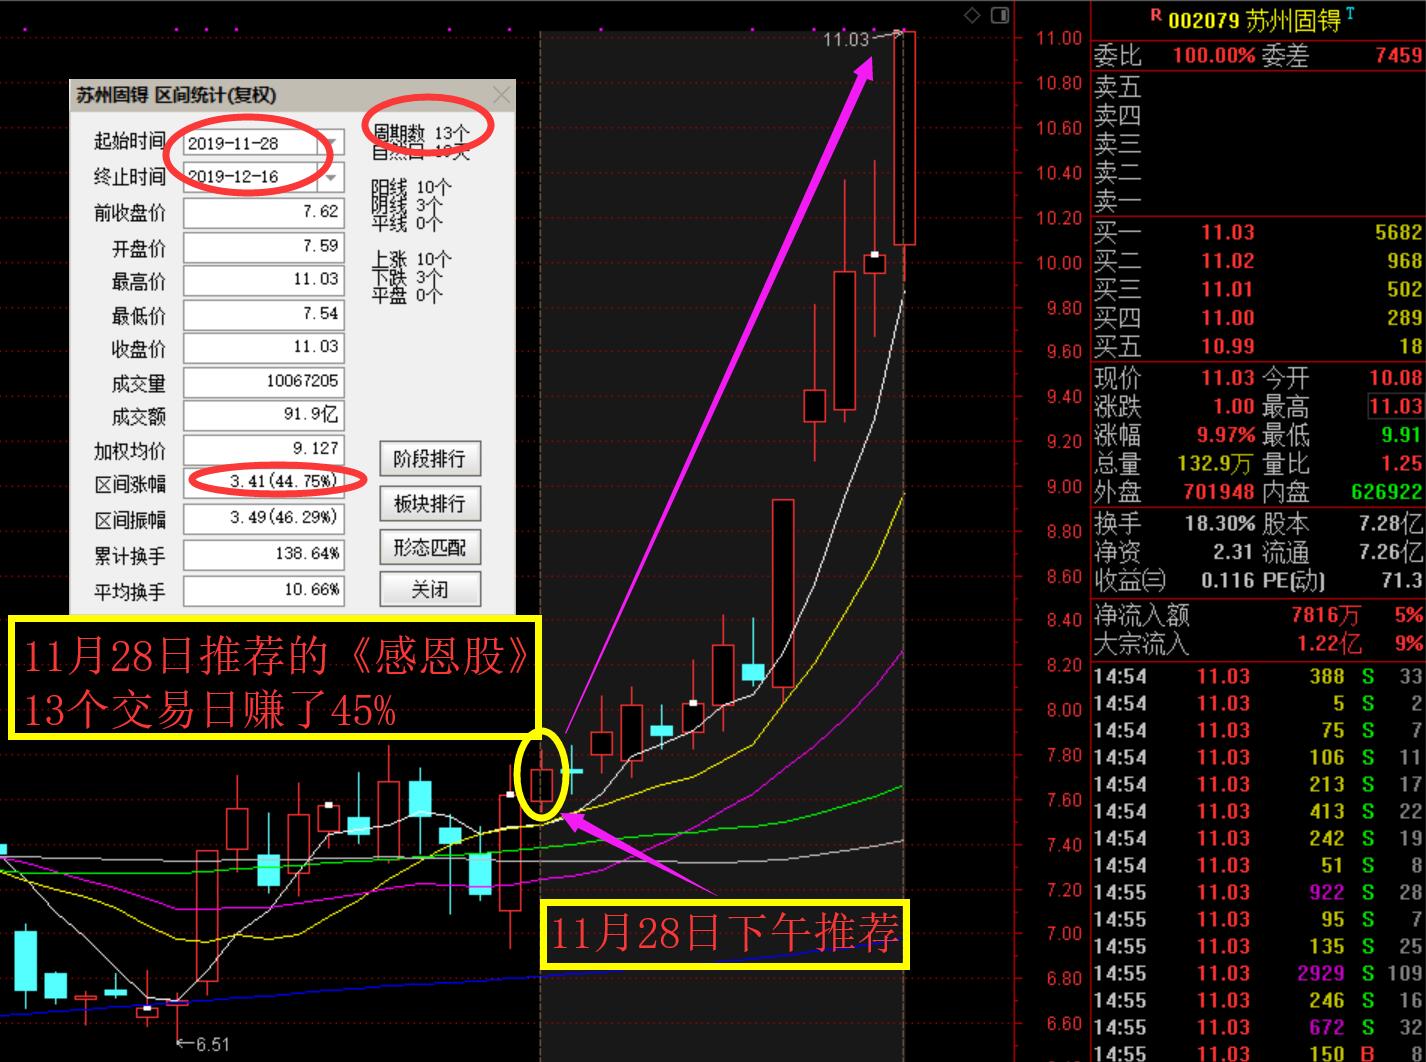 R 002079 苏州固锝 T
11.03
苏州固锝 区间统计(复权)
起始时间 2019-11-28
终止时间 2019-12-16
前收盘价 7.62
开盘价 7.59
最高价 11.03
最低价 7.54
收盘价 11.03
成交量 10067205
成交额 91.9亿
加权均价 9.127
区间涨幅 3.41(44.75%)
区间振幅 3.49(46.29%)
累计换手 138.64%
平均换手 10.66%
周期数 13个
阳线 10个
阴线 3个
平线 0个
上涨 10个
下跌 3个
平盘 0个
阶段排行
板块排行
形态匹配
关闭
11月28日推荐的《感恩股》
13个交易日赚了45%
11月28日下午推荐
6.51
11.00
10.80
10.60
10.40
10.20
10.00
9.80
9.60
9.40
9.20
9.00
8.80
8.60
8.40
8.20
8.00
7.80
7.60
7.40
7.20
7.00
6.80
6.60
委比 100.00% 委差 7459
卖五
卖四
卖三
卖二
卖一
买一 11.03 5682
买二 11.02 968
买三 11.01 502
买四 11.00 289
买五 10.99 18
现价 11.03 今开 10.08
涨跌 1.00 最高 11.03
涨幅 9.97% 最低 9.91
总量 132.9万 量比 1.25
外盘 701948 内盘 626922
换手 18.30% 股本 7.28亿
净资 2.31 流通 7.26亿
收益㈢ 0.116 PE(动) 71.3
净流入额 7816万 5%
大宗流入 1.22亿 9%
14:54 11.03 388 S 33
14:54 11.03 5 S 2
14:54 11.03 75 S 7
14:54 11.03 106 S 11
14:54 11.03 213 S 17
14:54 11.03 413 S 22
14:54 11.03 242 S 19
14:54 11.03 51 S 8
14:55 11.03 922 S 28
14:55 11.03 95 S 7
14:55 11.03 135 S 25
14:55 11.03 2929 S 109
14:55 11.03 246 S 16
14:55 11.03 672 S 32
14:55 11.03 150 B 8